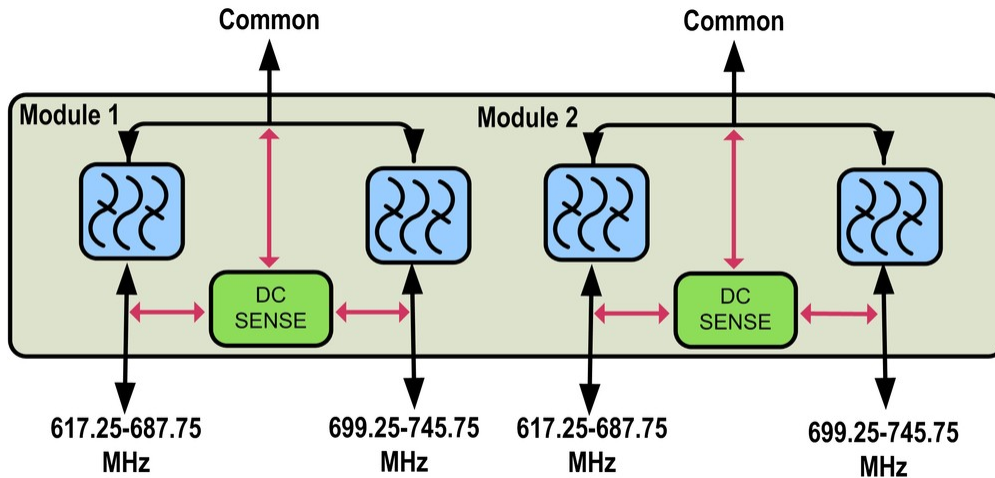 Common
Common
Module 1
Module 2
DC
SENSE
DC
SENSE
617.25-687.75
MHz
699.25-745.75
MHz
617.25-687.75
MHz
699.25-745.75
MHz